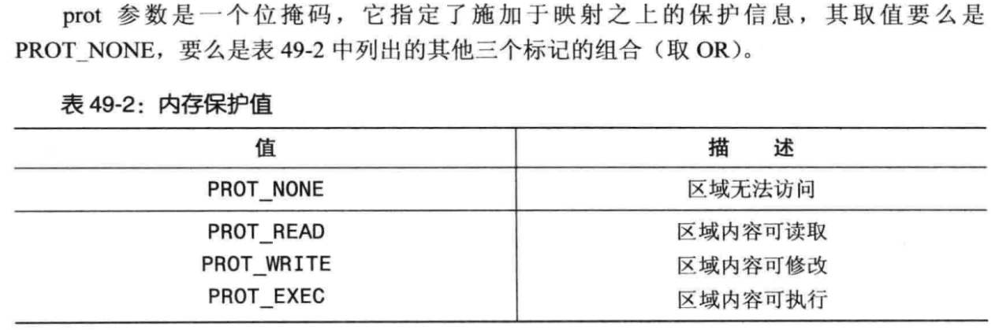 prot 参数是一个位掩码，它指定了施加于映射之上的保护信息，其取值要么是
PROT_NONE，要么是表 49-2 中列出的其他三个标记的组合（取 OR）。
表 49-2：内存保护值
值 描 述
PROT_NONE 区域无法访问
PROT_READ 区域内容可读取
PROT_WRITE 区域内容可修改
PROT_EXEC 区域内容可执行